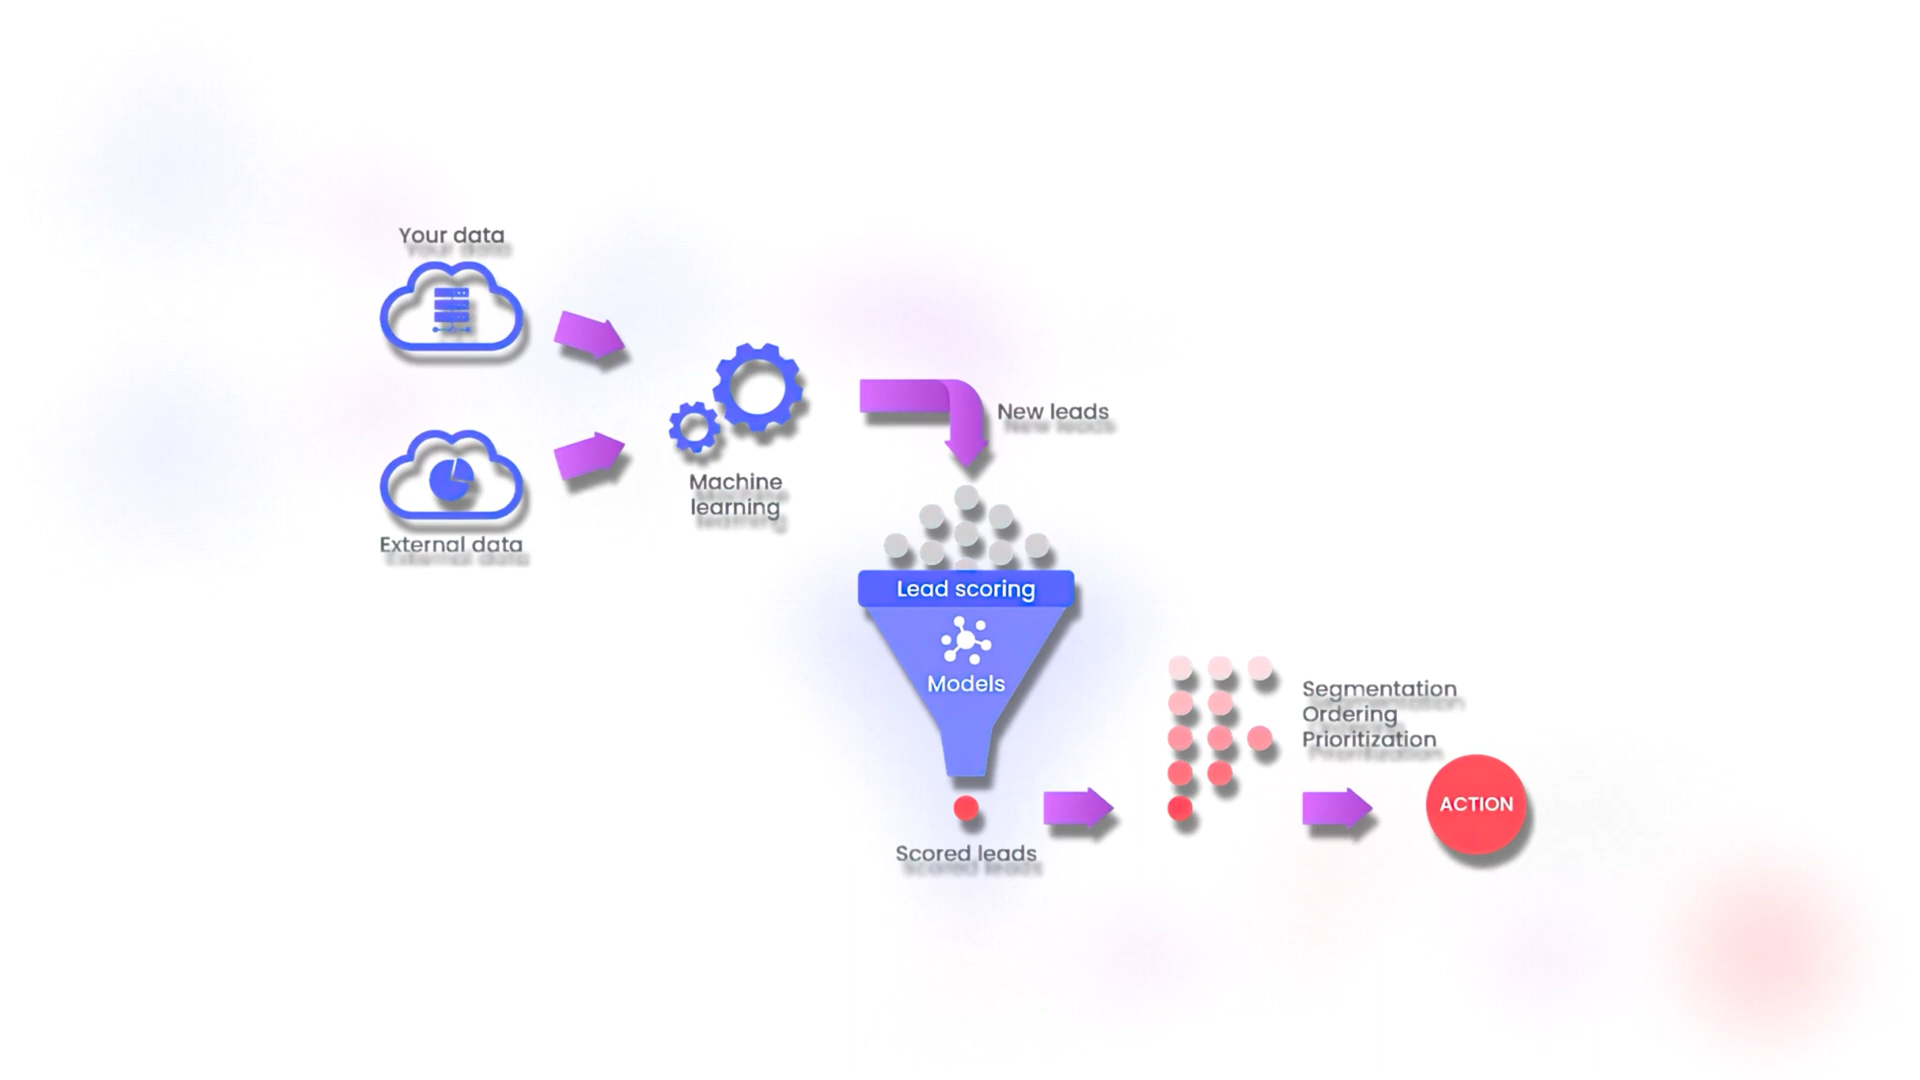 Your data
External data
Machine
learning
New leads
Lead scoring
Models
Scored leads
Segmentation
Ordering
Prioritization
ACTION